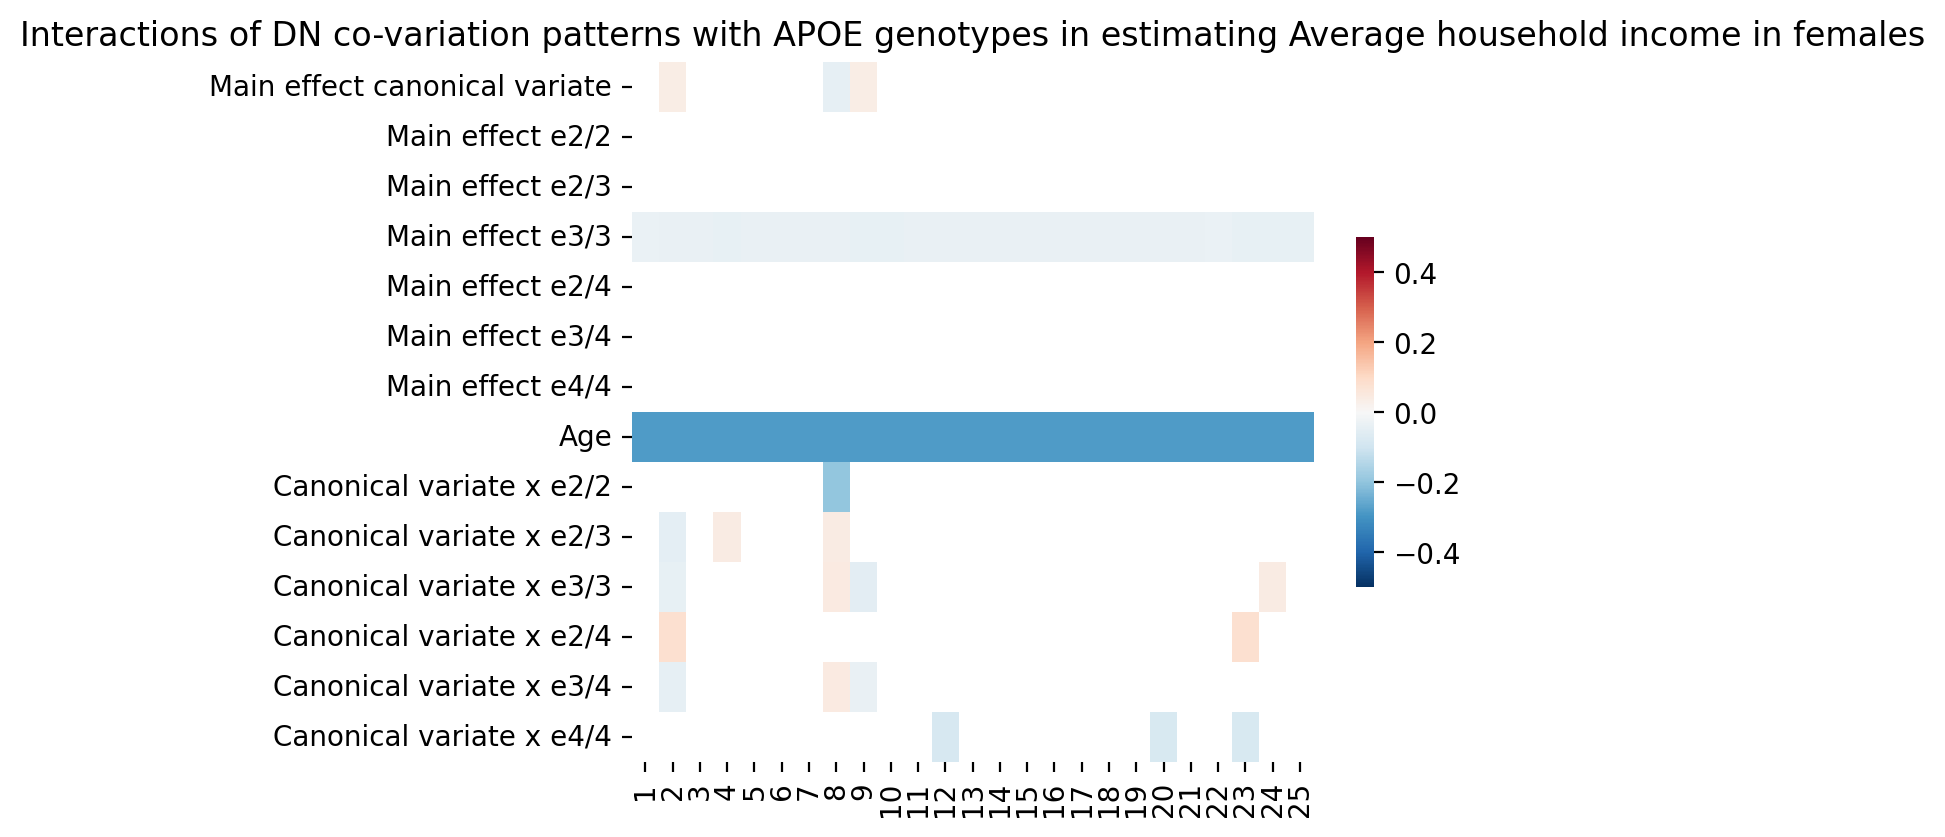 Interactions of DN co-variation patterns with APOE genotypes in estimating Average household income in females
Main effect canonical variate
Main effect e2/2
Main effect e2/3
Main effect e3/3
Main effect e2/4
Main effect e3/4
Main effect e4/4
Age
Canonical variate x e2/2
Canonical variate x e2/3
Canonical variate x e3/3
Canonical variate x e2/4
Canonical variate x e3/4
Canonical variate x e4/4
1 2 3 4 5 6 7 8 9 10 11 12 13 14 15 16 17 18 19 20 21 22 23 24 25
0.4
0.2
0.0
−0.2
−0.4